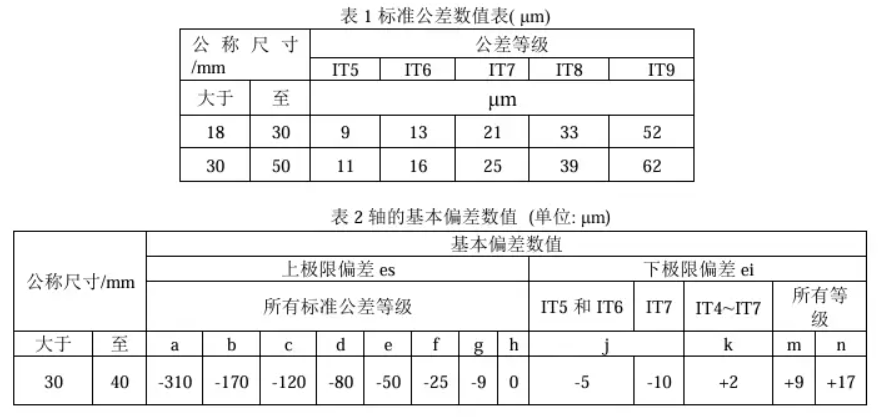 表 1 标准公差数值表( μm)
公 称 尺 寸 /mm 公差等级
IT5 IT6 IT7 IT8 IT9
大于 至 μm
18 30 9 13 21 33 52
30 50 11 16 25 39 62
表 2 轴的基本偏差数值 (单位: μm)
公称尺寸/mm 基本偏差数值
上极限偏差 es 下极限偏差 ei
所有标准公差等级 IT5 和 IT6 IT7 IT4~IT7 所有等级
大于 至 a b c d e f g h j k m n
30 40 -310 -170 -120 -80 -50 -25 -9 0 -5 -10 +2 +9 +17